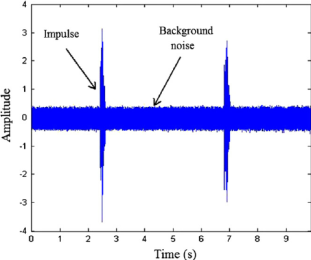 4
3
2
1
0
-1
-2
-3
-4
Amplitude
Impulse
Background
noise
0 1 2 3 4 5 6 7 8 9
Time (s)